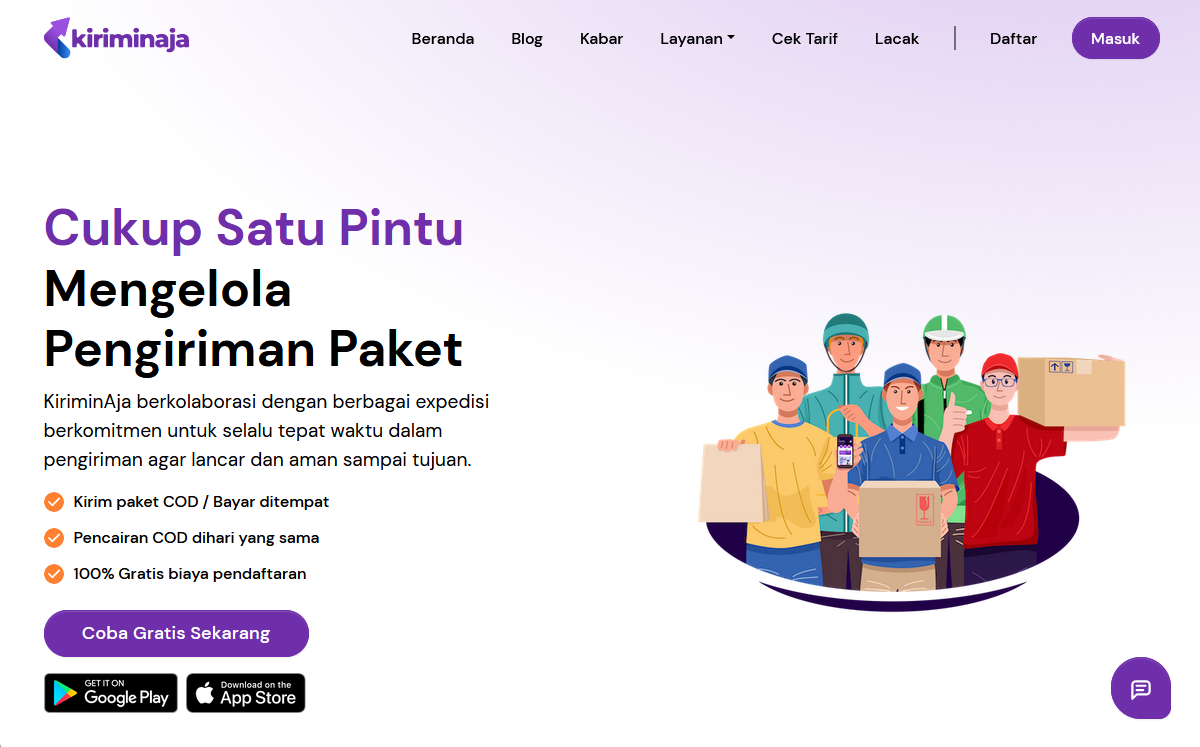 kiriminaja
Beranda
Blog
Kabar
Layanan
Cek Tarif
Lacak
Daftar
Masuk
Cukup Satu Pintu
Mengelola
Pengiriman Paket
KiriminAja berkolaborasi dengan berbagai expedisi
berkomitmen untuk selalu tepat waktu dalam
pengiriman agar lancar dan aman sampai tujuan.
Kirim paket COD / Bayar ditempat
Pencairan COD dihari yang sama
100% Gratis biaya pendaftaran
Coba Gratis Sekarang
GET IT ON
Google Play
Download on the
App Store